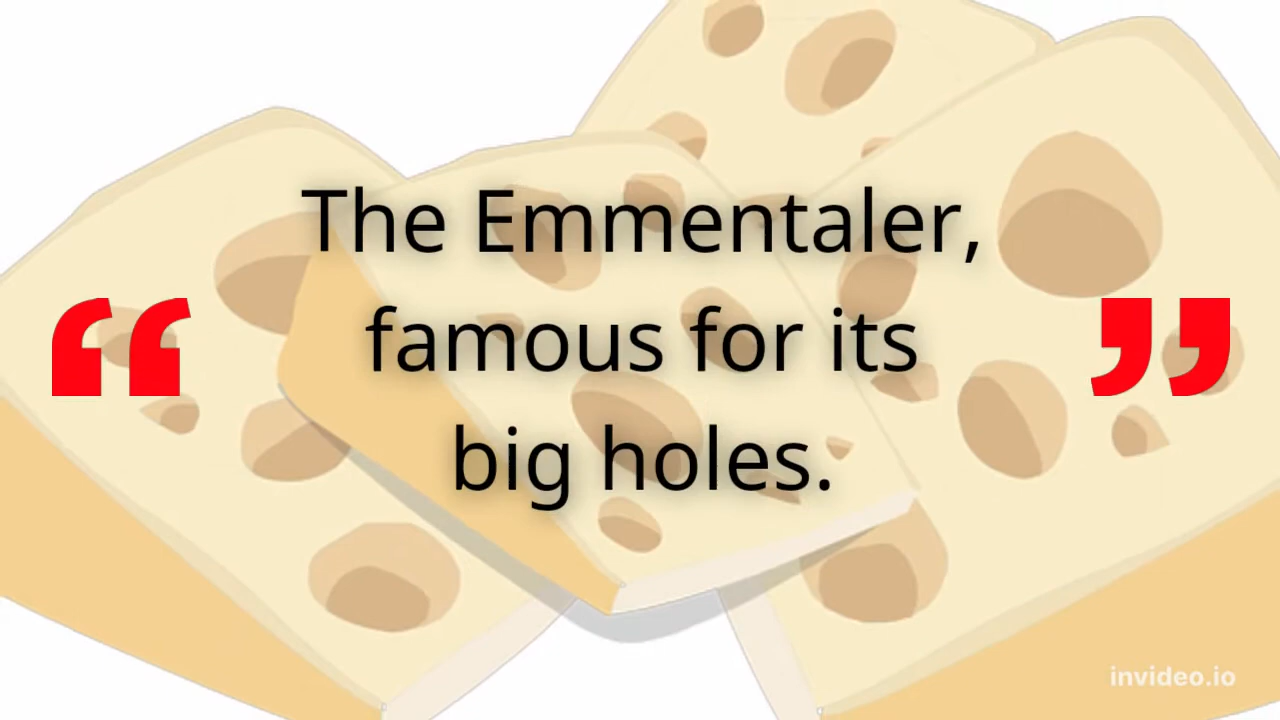 The Emmentaler,
“ famous for its ”
big holes.
invideo.io